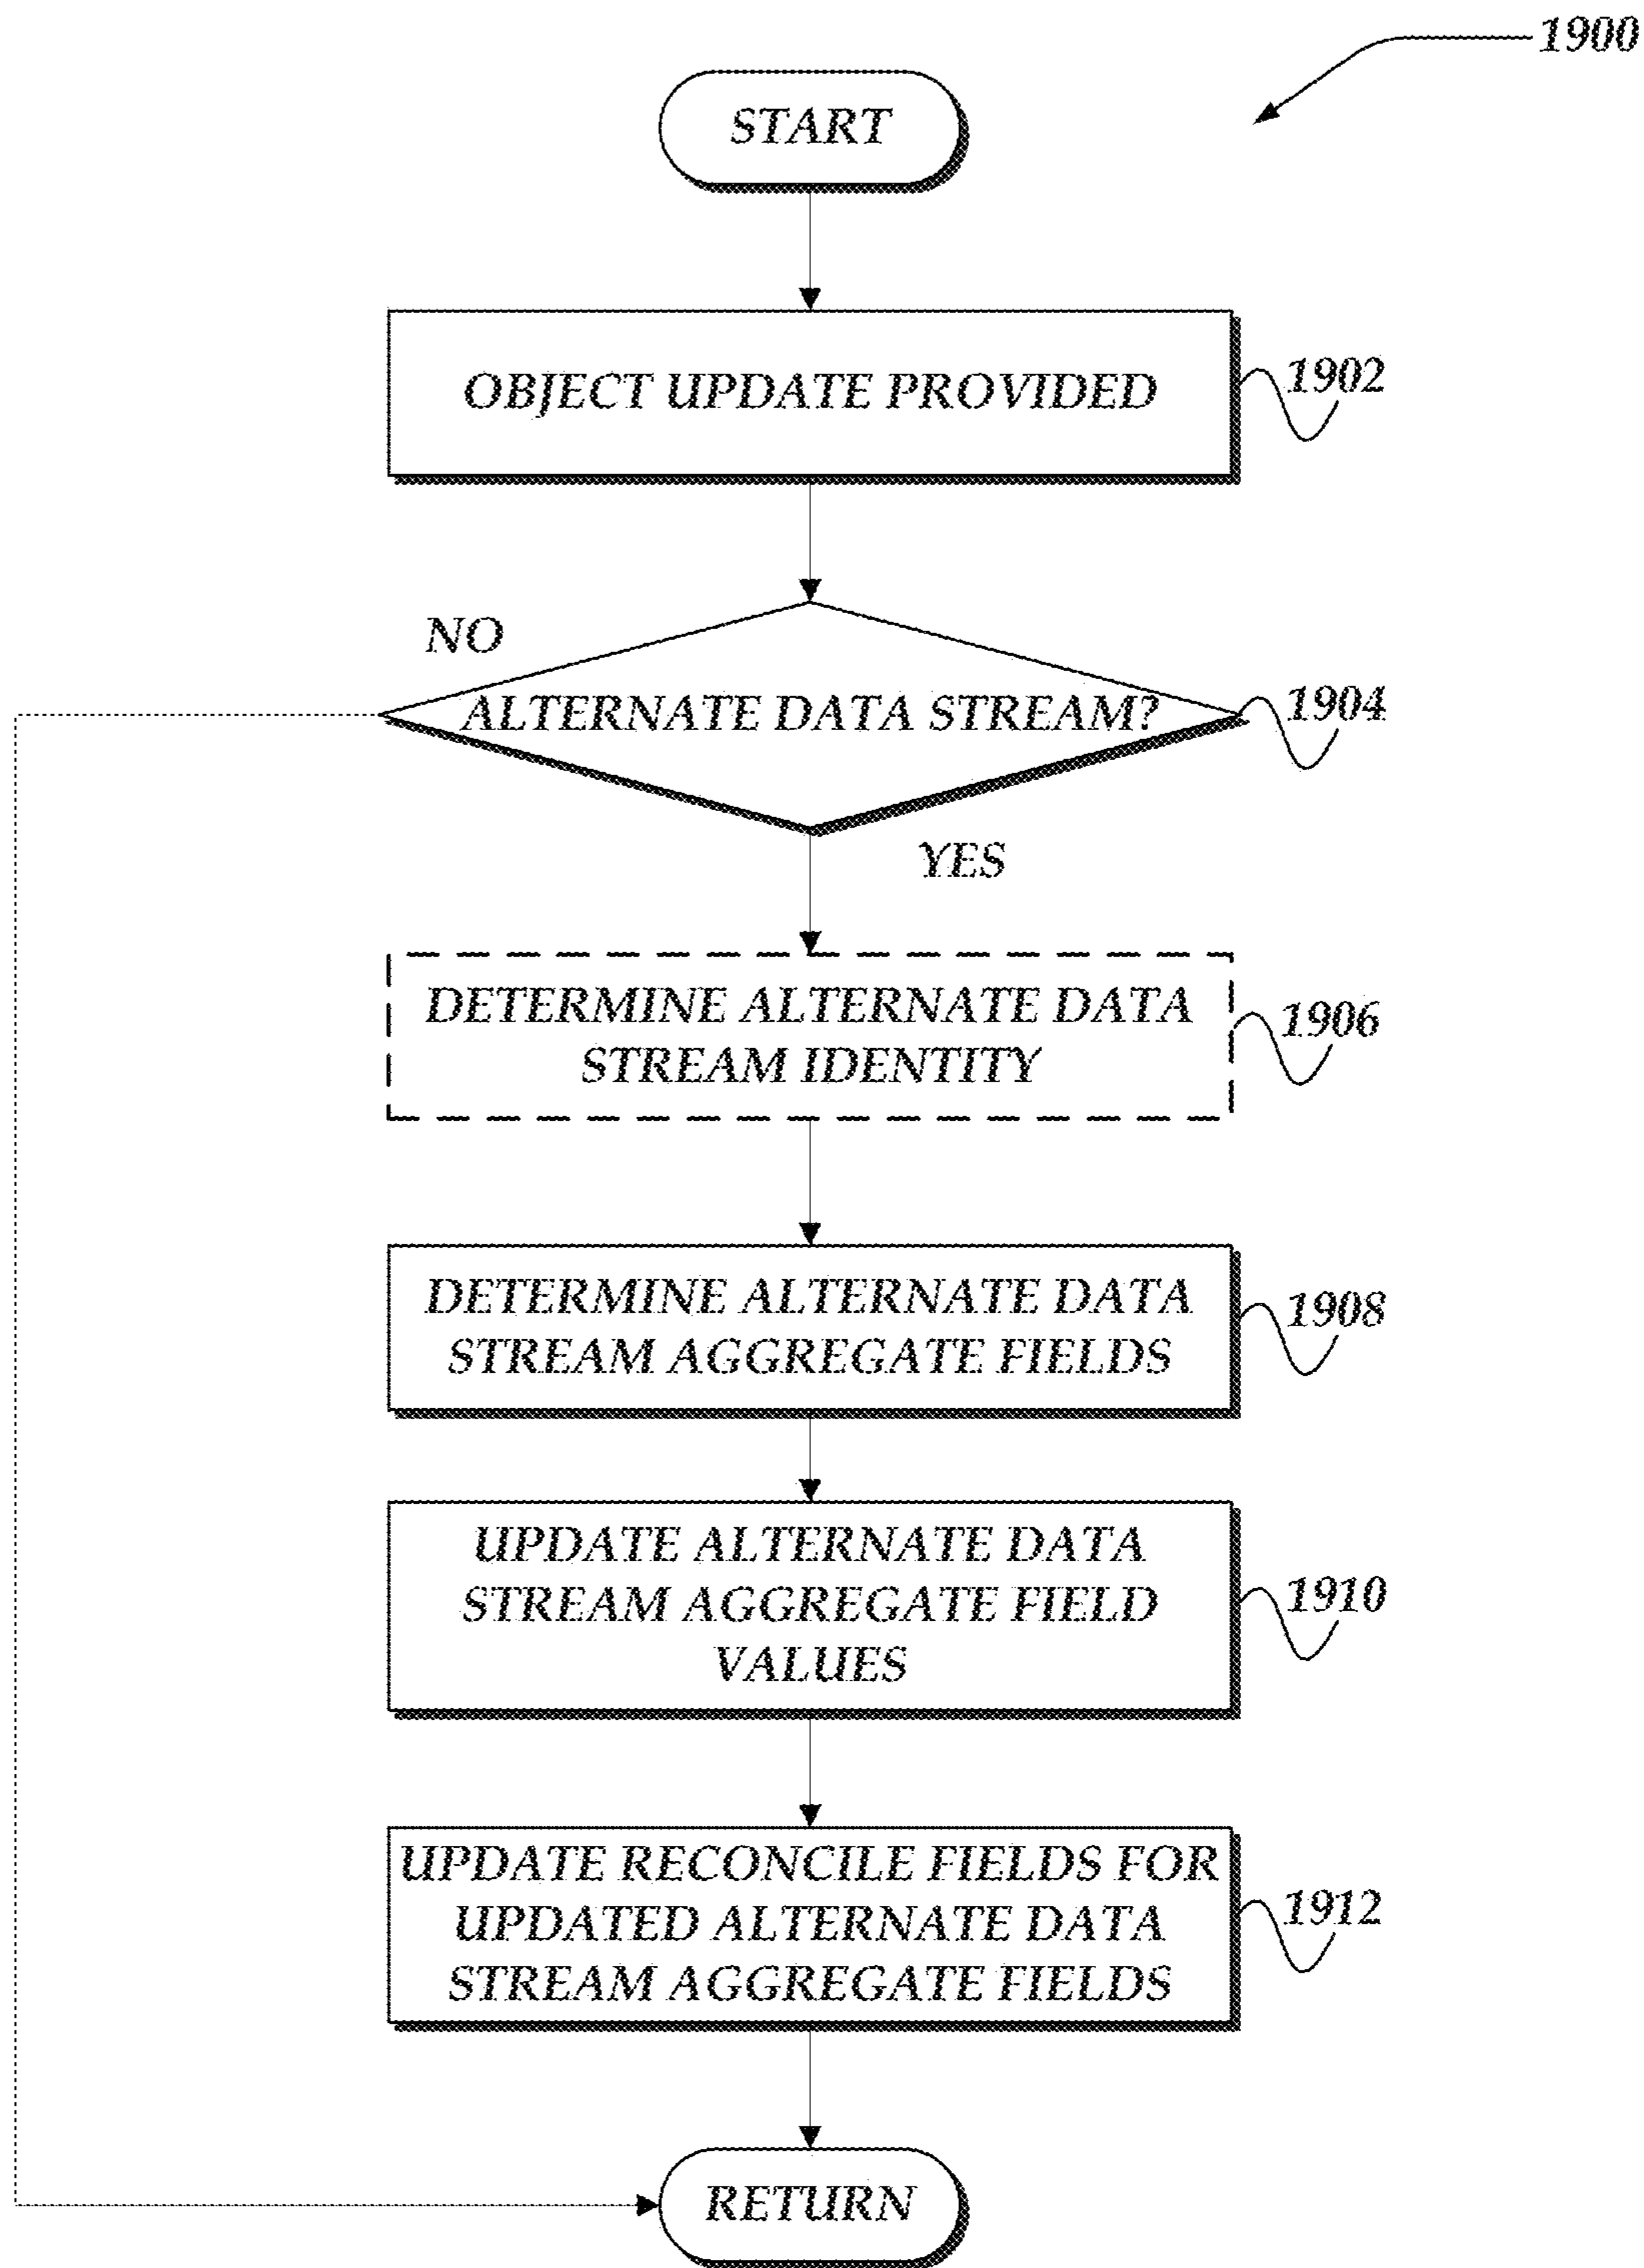 1900
START
OBJECT UPDATE PROVIDED
1902
NO
ALTERNATE DATA STREAM?
1904
YES
DETERMINE ALTERNATE DATA
STREAM IDENTITY
1906
DETERMINE ALTERNATE DATA
STREAM AGGREGATE FIELDS
1908
UPDATE ALTERNATE DATA
STREAM AGGREGATE FIELD
VALUES
1910
UPDATE RECONCILE FIELDS FOR
UPDATED ALTERNATE DATA
STREAM AGGREGATE FIELDS
1912
RETURN